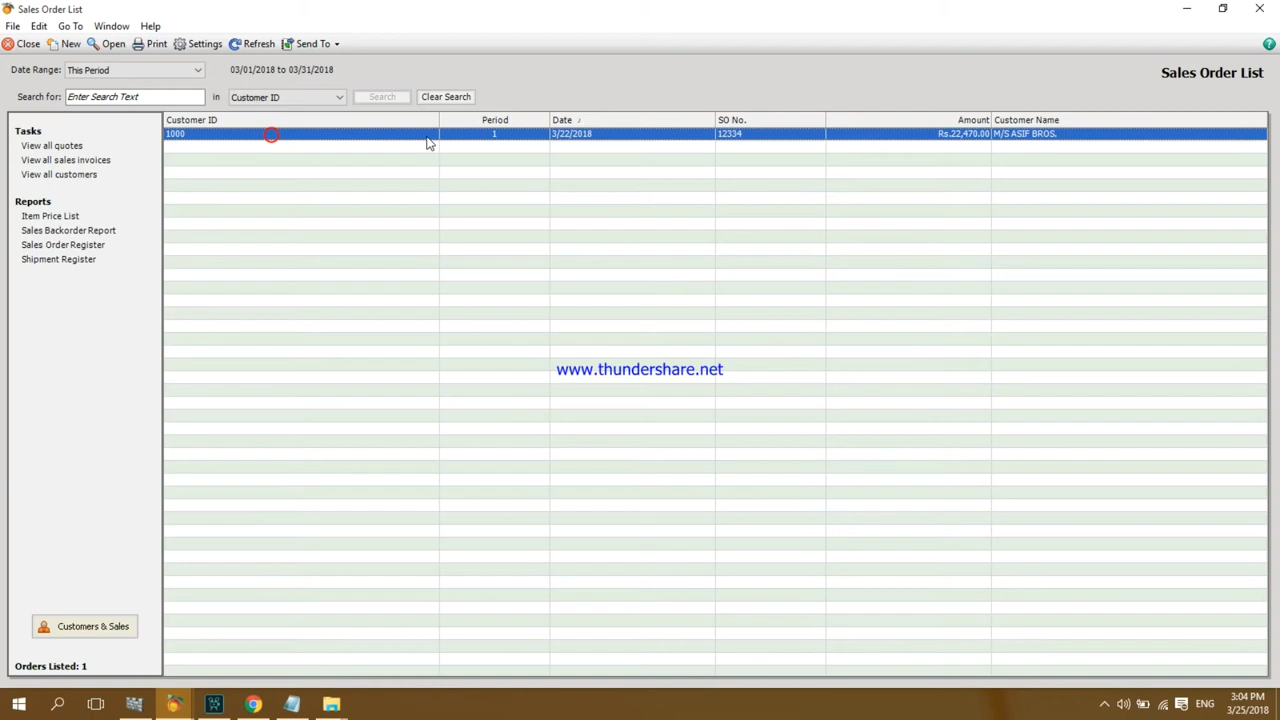 Sales Order List
File Edit Go To Window Help
Close New Open Print Settings Refresh Send To
Date Range: This Period 03/01/2018 to 03/31/2018
Sales Order List
Search for: Enter Search Text in Customer ID Search Clear Search
Customer ID Period Date SO No. Amount Customer Name
1000 1 3/22/2018 12334 Rs.22,470.00 M/S ASIF BROS.
Tasks
View all quotes
View all sales invoices
View all customers
Reports
Item Price List
Sales Backorder Report
Sales Order Register
Shipment Register
www.thundershare.net
Customers & Sales
Orders Listed: 1
ENG
3:04 PM
3/25/2018